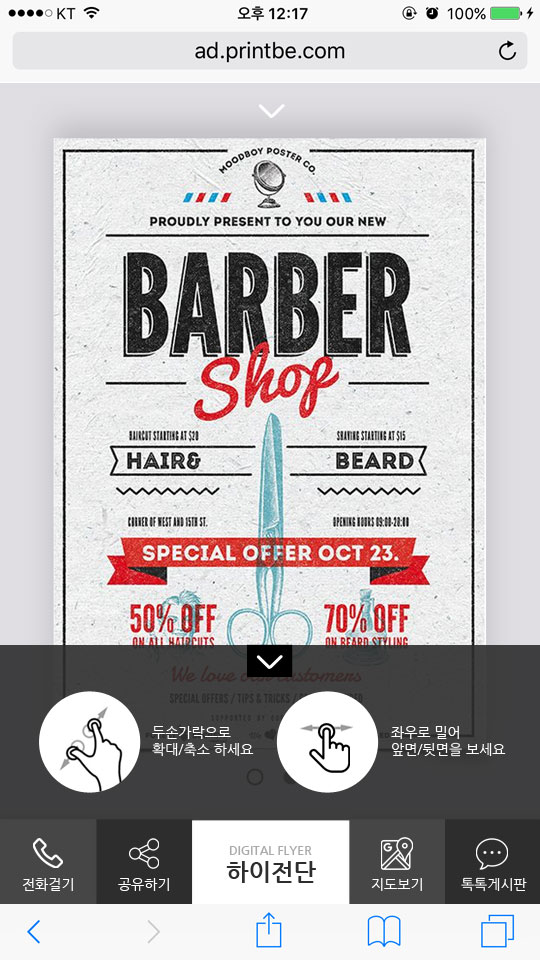 KT
오후 12:17
100%
ad.printbe.com
MOODBOY POSTER CO.
PROUDLY PRESENT TO YOU OUR NEW
BARBER
Shop
HAIRCUT STARTING AT $20
SHAVING STARTING AT $15
HAIR&
BEARD
CORNER OF WEST AND 15TH ST.
OPENING HOURS 09:00-20:00
SPECIAL OFFER OCT 23.
50% OFF
70% OFF
ON ALL HAIRCUTS
ON BEARD STYLING
We love our customers
SPECIAL OFFERS / TIPS & TRICKS /
SUPPORTED BY
두손가락으로
확대/축소 하세요
좌우로 밀어
앞면/뒷면을 보세요
전화걸기
공유하기
DIGITAL FLYER
하이전단
지도보기
톡톡게시판